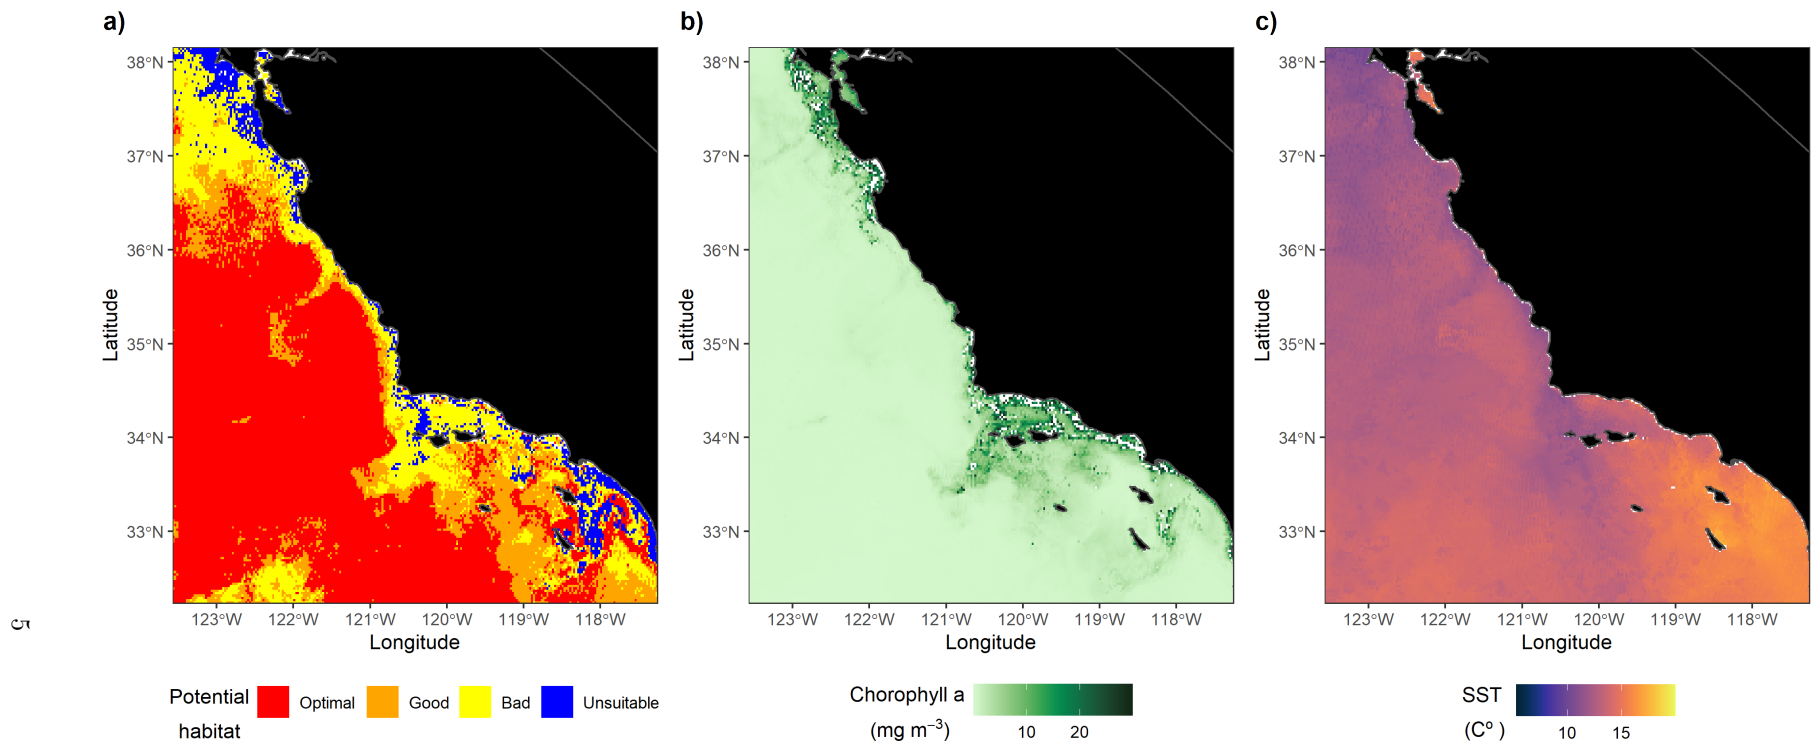 a)
38°N
37°N
36°N
35°N
34°N
33°N
Latitude
123°W 122°W 121°W 120°W 119°W 118°W
Longitude
Potential
habitat
Optimal Good Bad Unsuitable
b)
38°N
37°N
36°N
35°N
34°N
33°N
Latitude
123°W 122°W 121°W 120°W 119°W 118°W
Longitude
Chorophyll a
(mg m⁻³)
10 20
c)
38°N
37°N
36°N
35°N
34°N
33°N
Latitude
123°W 122°W 121°W 120°W 119°W 118°W
Longitude
SST
(Cº )
10 15
5